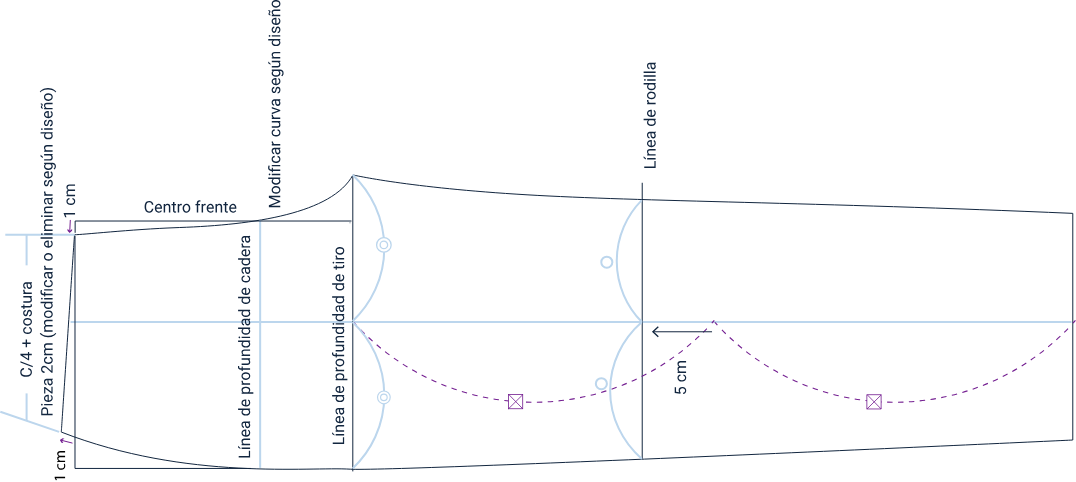 C/4 + costura
Pieza 2cm (modificar o eliminar según diseño)
1 cm
1 cm
Centro frente
Línea de profundidad de cadera
Modificar curva según diseño
Línea de profundidad de tiro
Línea de rodilla
5 cm